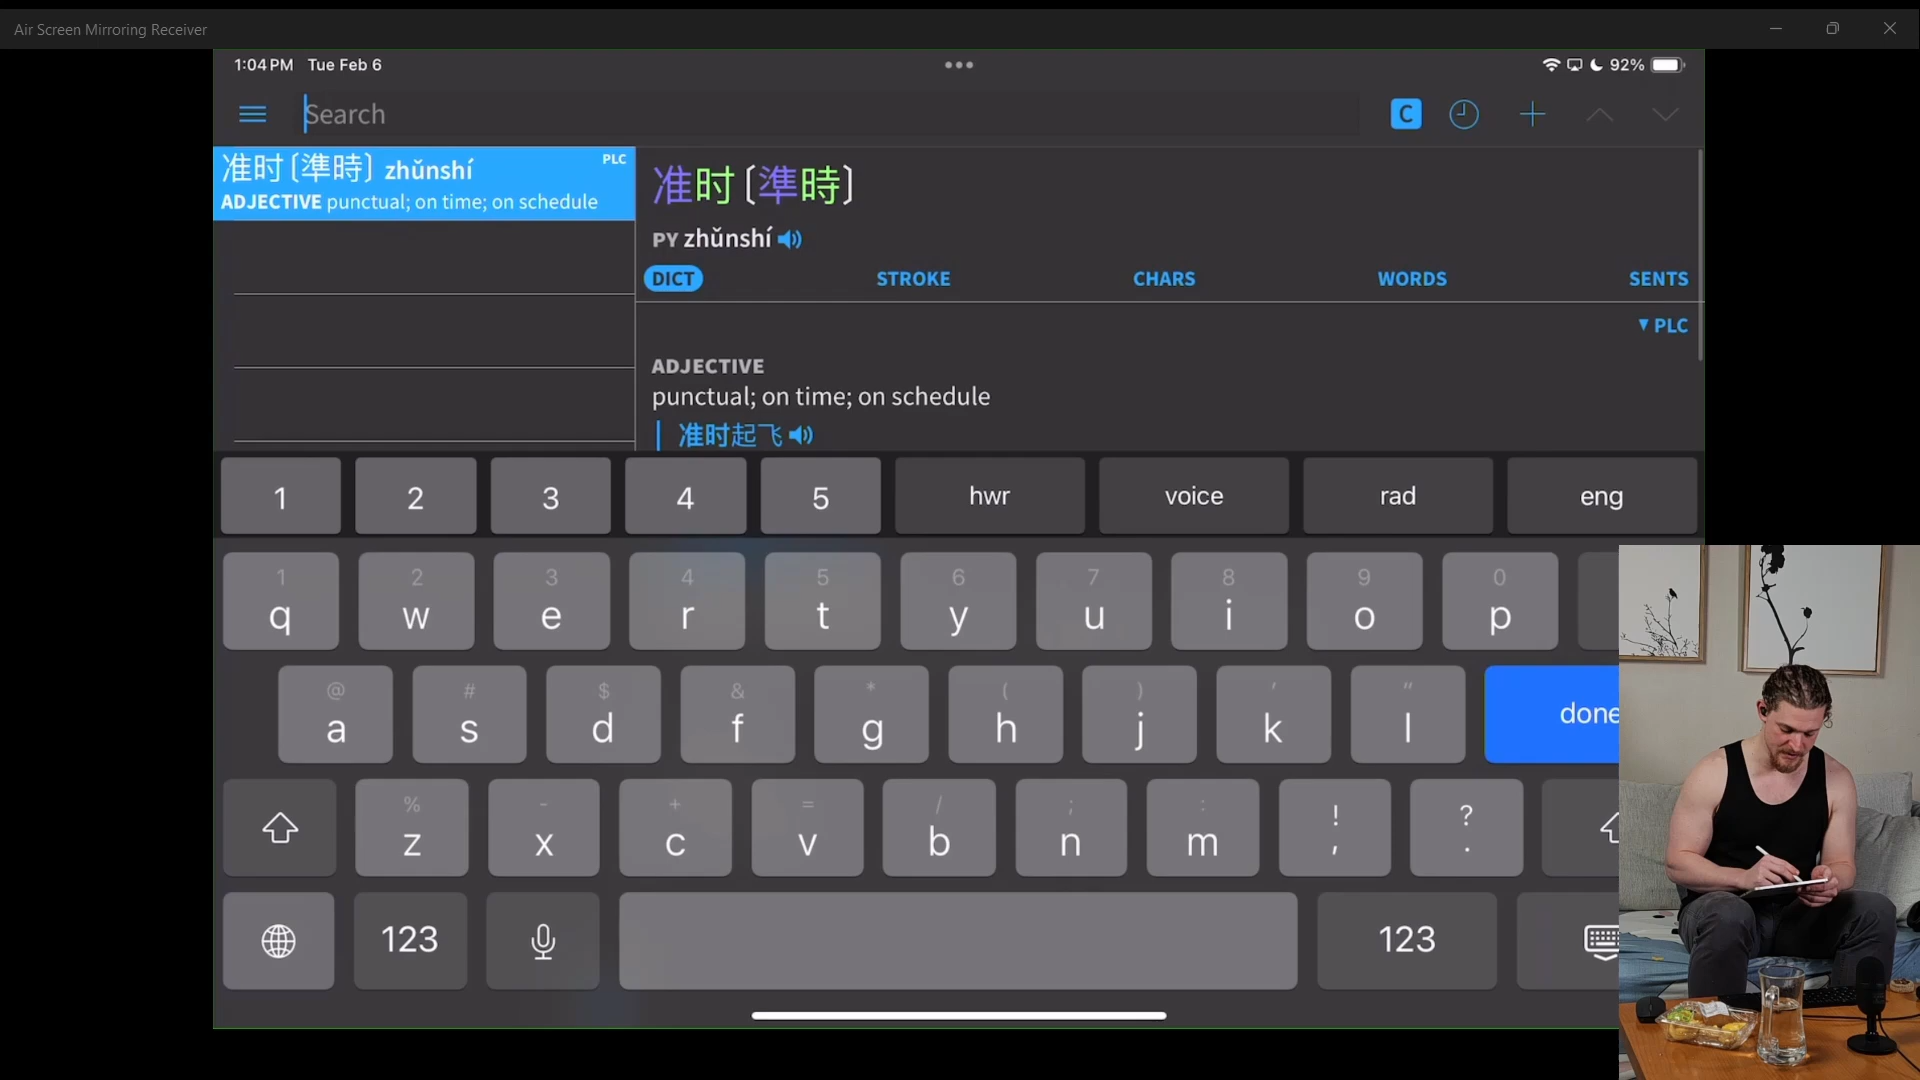 Air Screen Mirroring Receiver
1:04 PM Tue Feb 6
92%
Search
C
准时〔準時〕 zhǔnshí PLC
ADJECTIVE punctual; on time; on schedule
准时〔準時〕
PY zhǔnshí
DICT STROKE CHARS WORDS SENTS
▼ PLC
ADJECTIVE
punctual; on time; on schedule
准时起飞
1 2 3 4 5 hwr voice rad eng
1 2 3 4 5 6 7 8 9 0
q w e r t y u i o p
@ # $ & * ( ) ' "
a s d f g h j k l done
% - + = / ; : ! ?
z x c v b n m , .
123 123